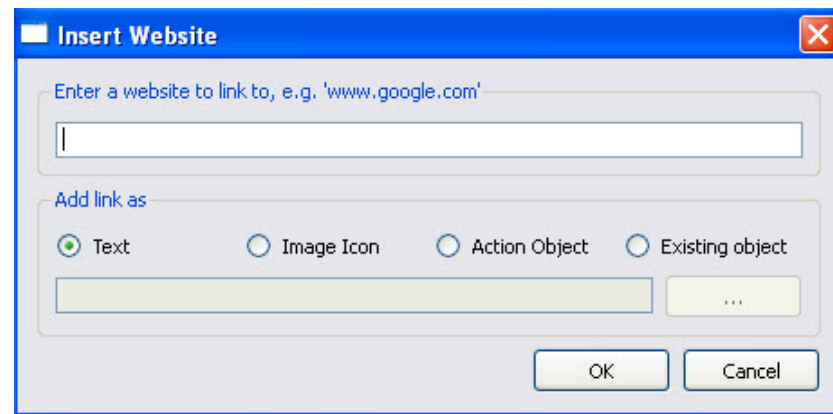 Insert Website
Enter a website to link to, e.g. 'www.google.com'
Add link as
Text Image Icon Action Object Existing object
...
OK Cancel